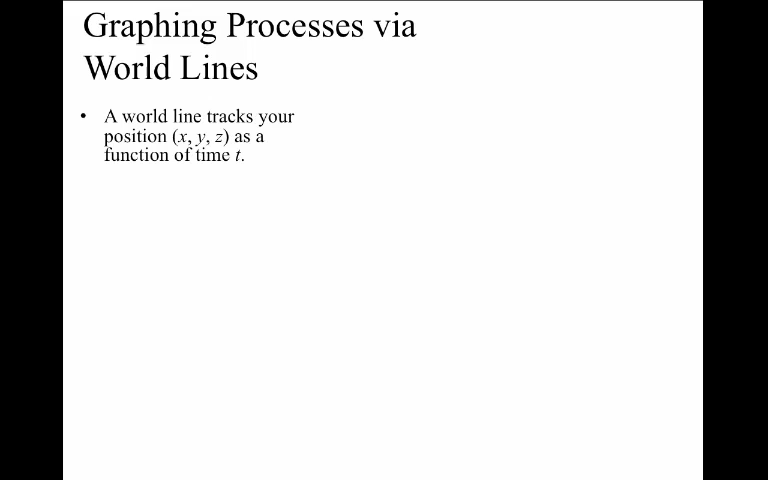 Graphing Processes via
World Lines
• A world line tracks your
position (x, y, z) as a
function of time t.